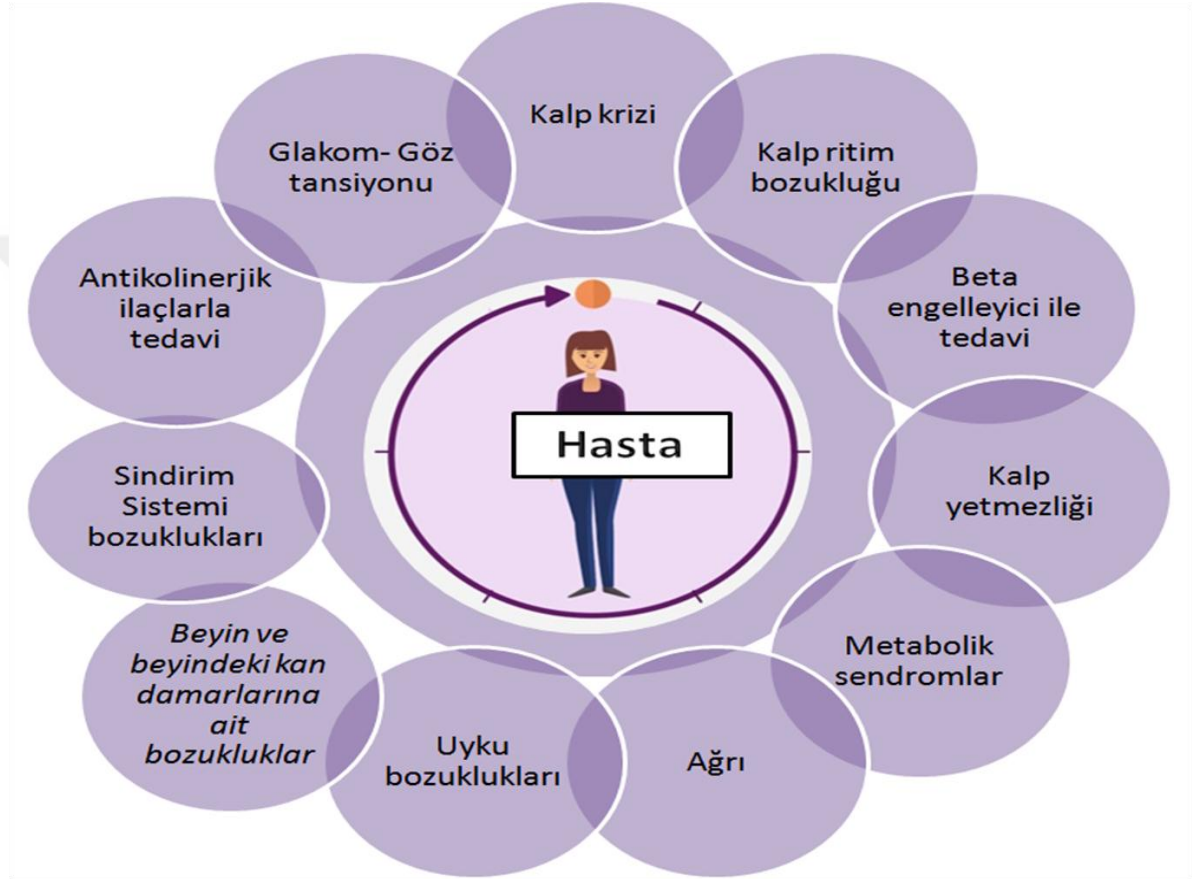 Kalp krizi
Kalp ritim
bozukluğu
Beta
engelleyici ile
tedavi
Kalp
yetmezliği
Metabolik
sendromlar
Ağrı
Uyku
bozuklukları
Beyin ve
beyindeki kan
damarlarına
ait
bozukluklar
Sindirim
Sistemi
bozuklukları
Antikolinerjik
ilaçlarla
tedavi
Glakom- Göz
tansiyonu
Hasta